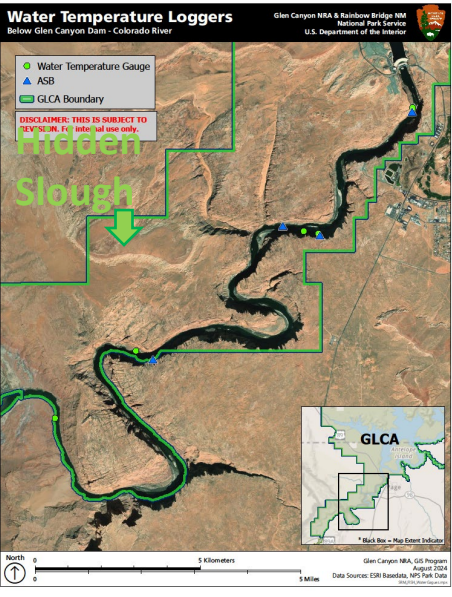 Water Temperature Loggers
Below Glen Canyon Dam - Colorado River
Glen Canyon NRA & Rainbow Bridge NM
National Park Service
U.S. Department of the Interior
Water Temperature Gauge
ASB
GLCA Boundary
DISCLAIMER: THIS IS SUBJECT TO
REVISION. For internal use only.
Hidden
Slough
GLCA
Antelope
Island
* Black Box = Map Extent Indicator
North
0
5 Kilometers
0
5 Miles
Glen Canyon NRA, GIS Program
August 2024
Data Sources: ESRI Basedata, NPS Park Data